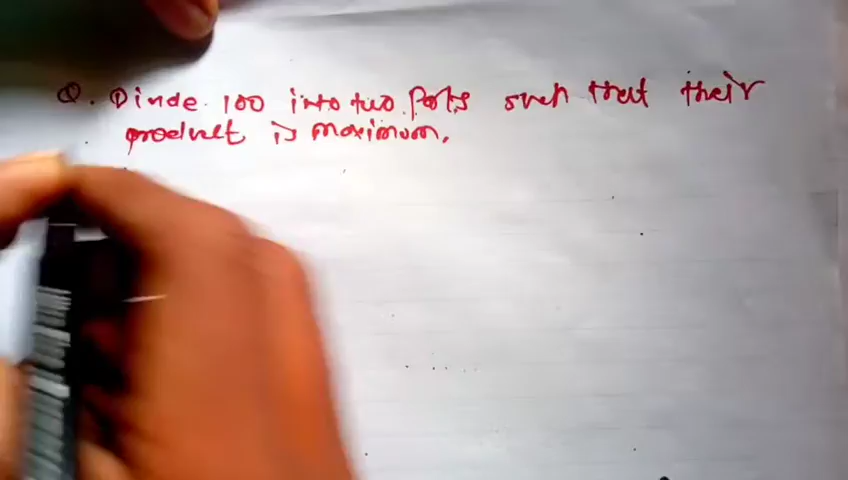 Q. Divide 100 into two Parts such that their
product is maximum.